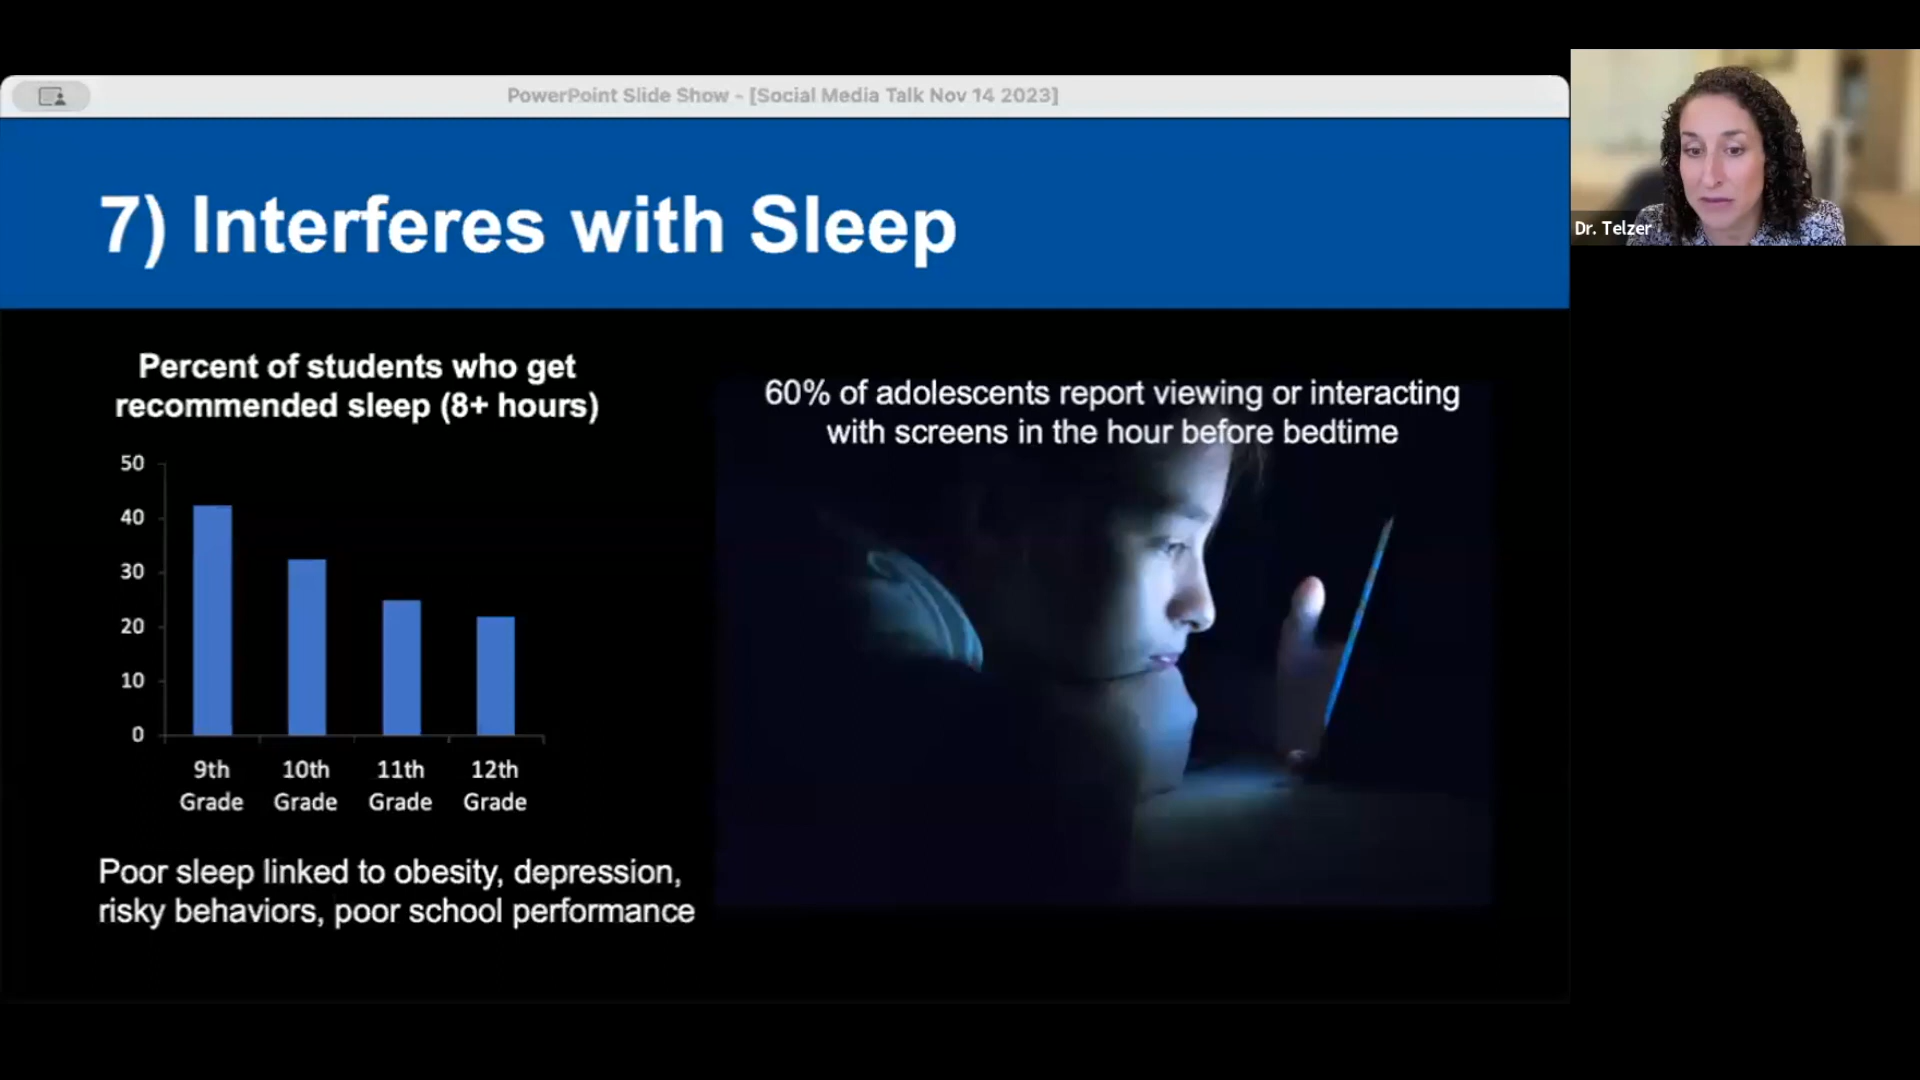 PowerPoint Slide Show - [Social Media Talk Nov 14 2023]
Dr. Telzer
7) Interferes with Sleep
Percent of students who get
recommended sleep (8+ hours)
50
40
30
20
10
0
9th Grade
10th Grade
11th Grade
12th Grade
Poor sleep linked to obesity, depression,
risky behaviors, poor school performance
60% of adolescents report viewing or interacting
with screens in the hour before bedtime